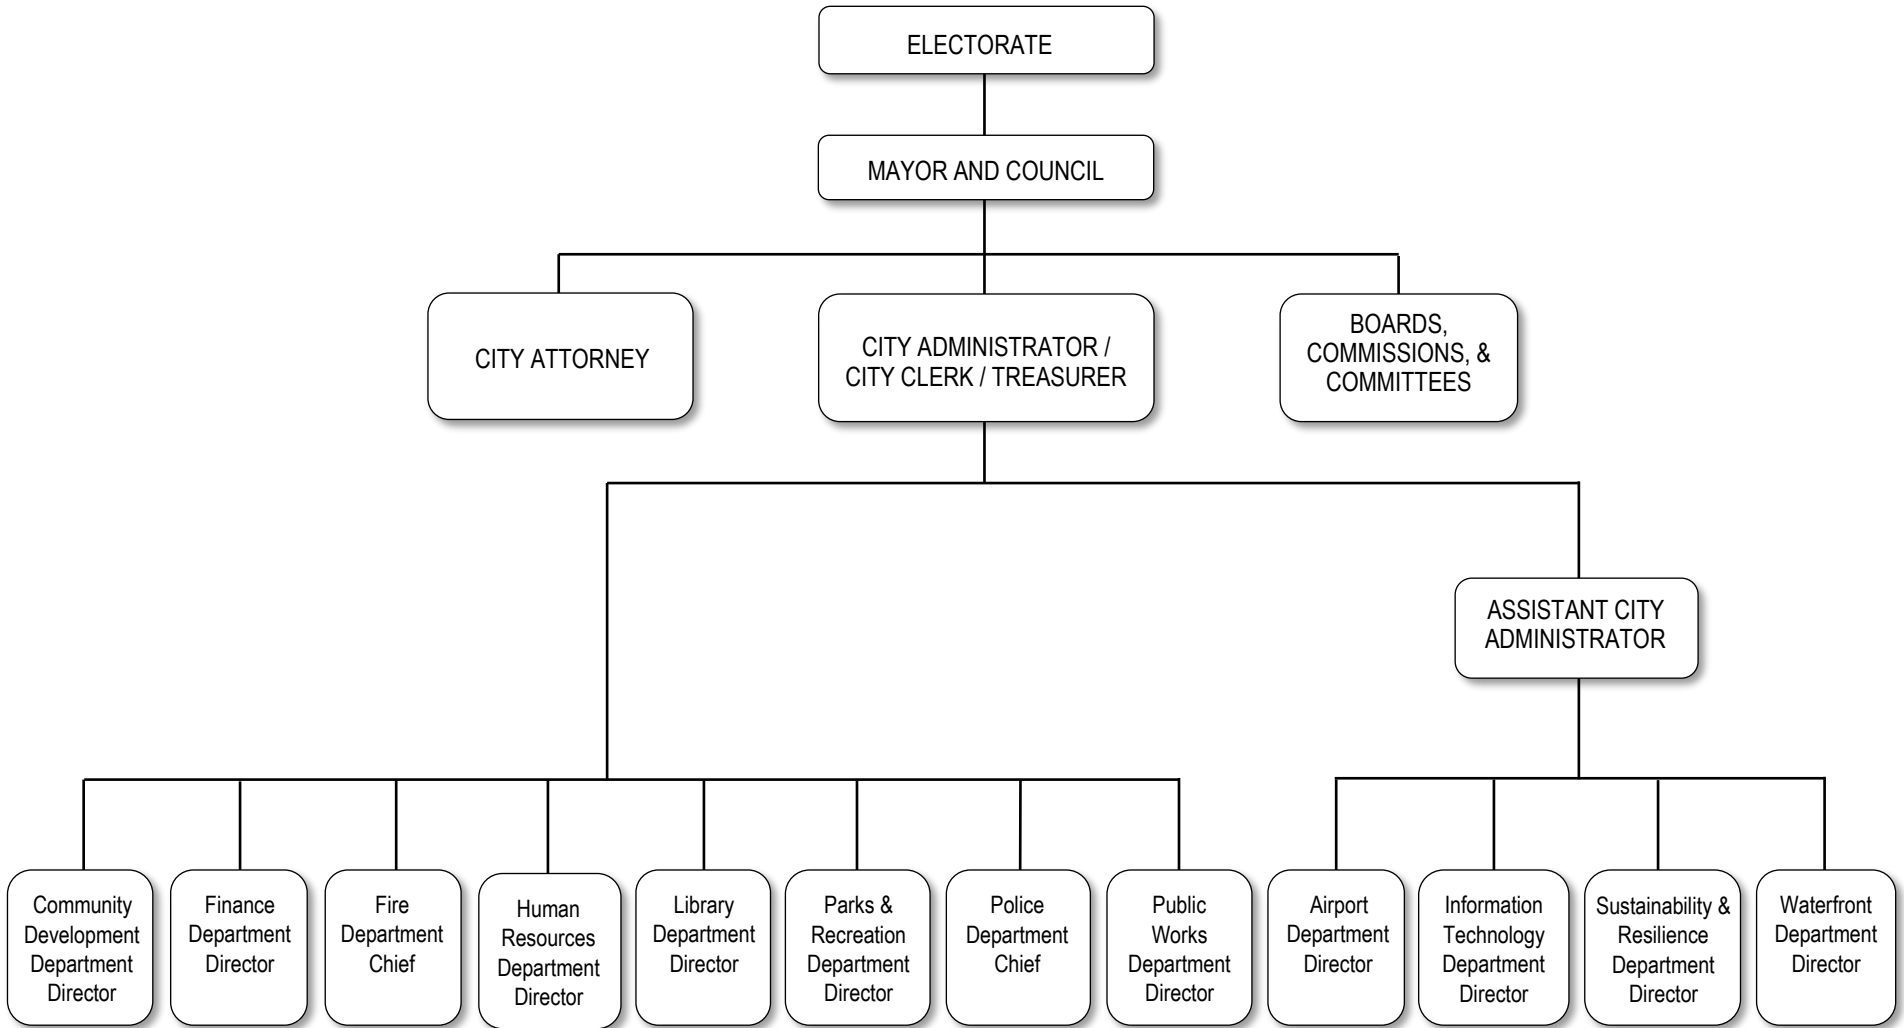 ELECTORATE
MAYOR AND COUNCIL
CITY ATTORNEY
CITY ADMINISTRATOR /
CITY CLERK / TREASURER
BOARDS,
COMMISSIONS, &
COMMITTEES
ASSISTANT CITY
ADMINISTRATOR
Community
Development
Department
Director
Finance
Department
Director
Fire
Department
Chief
Human
Resources
Department
Director
Library
Department
Director
Parks &
Recreation
Department
Director
Police
Department
Chief
Public
Works
Department
Director
Airport
Department
Director
Information
Technology
Department
Director
Sustainability &
Resilience
Department
Director
Waterfront
Department
Director